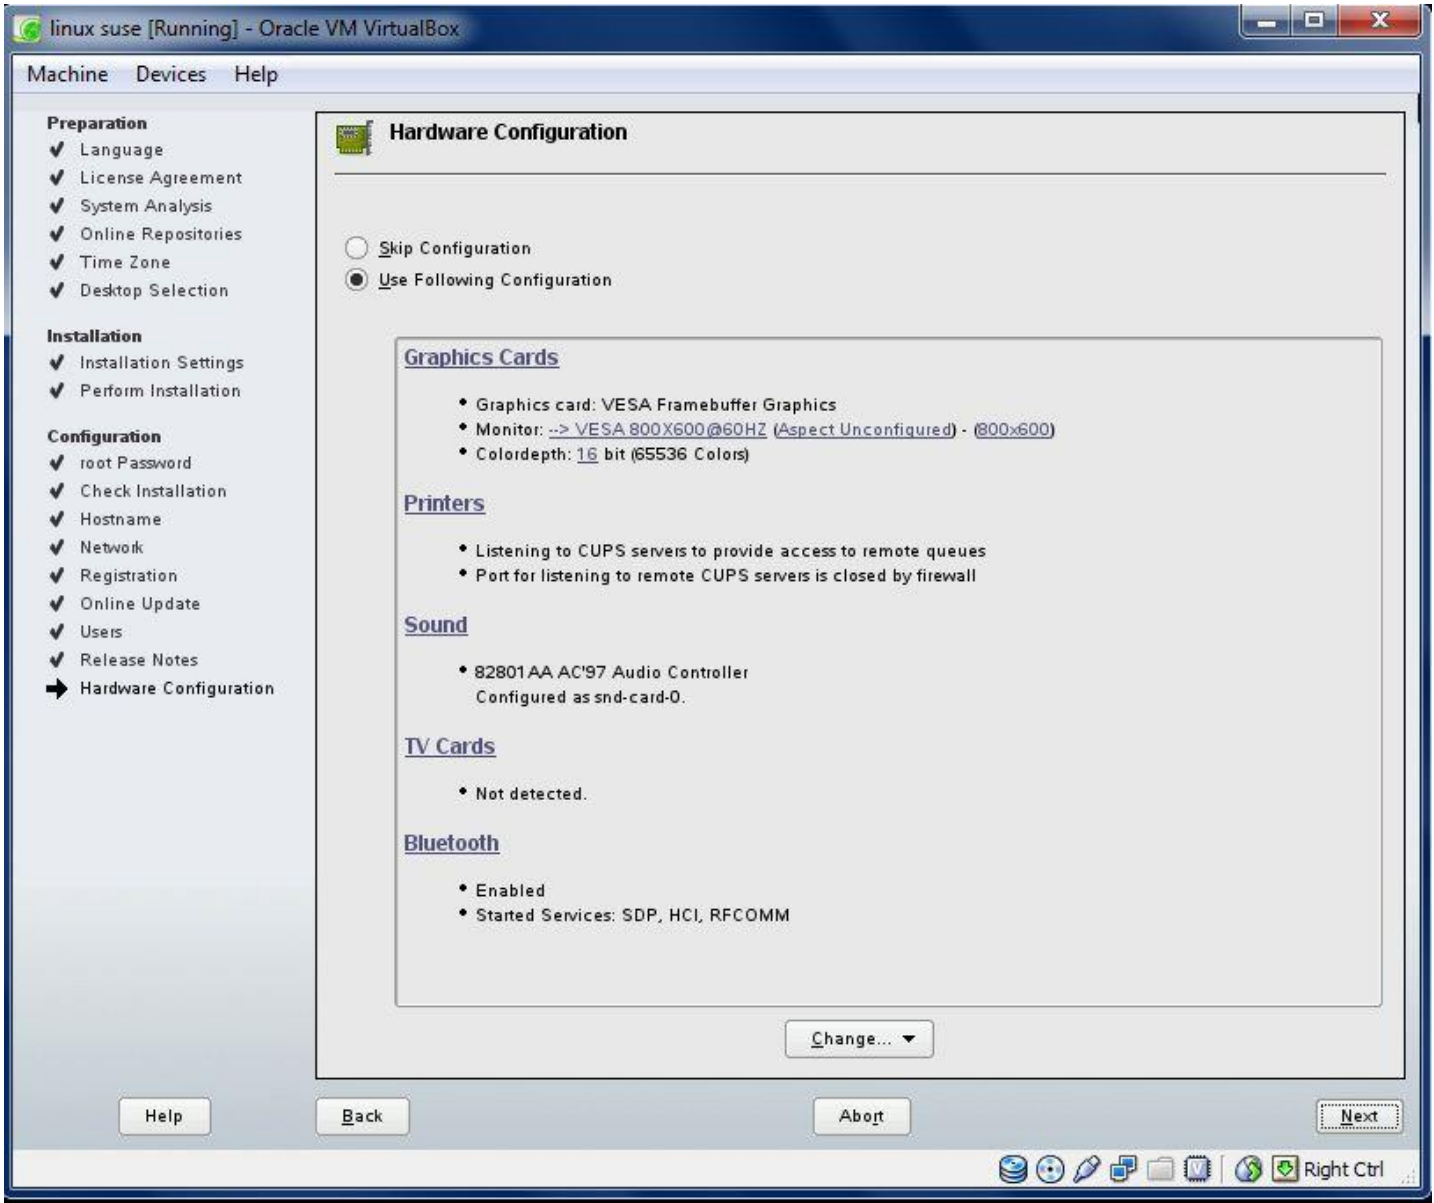 linux suse [Running] - Oracle VM VirtualBox
Machine Devices Help
Preparation
Language
License Agreement
System Analysis
Online Repositories
Time Zone
Desktop Selection
Installation
Installation Settings
Perform Installation
Configuration
root Password
Check Installation
Hostname
Network
Registration
Online Update
Users
Release Notes
Hardware Configuration
Hardware Configuration
Skip Configuration
Use Following Configuration
Graphics Cards
• Graphics card: VESA Framebuffer Graphics
• Monitor: --> VESA 800X600@60HZ (Aspect Unconfigured) - (800x600)
• Colordepth: 16 bit (65536 Colors)
Printers
• Listening to CUPS servers to provide access to remote queues
• Port for listening to remote CUPS servers is closed by firewall
Sound
• 82801AA AC'97 Audio Controller
Configured as snd-card-0.
TV Cards
• Not detected.
Bluetooth
• Enabled
• Started Services: SDP, HCI, RFCOMM
Change...
Help Back Abort Next
Right Ctrl